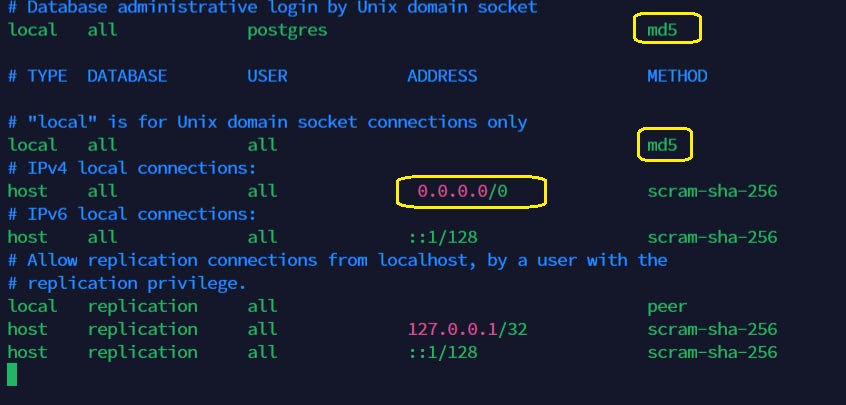 # Database administrative login by Unix domain socket
local   all             postgres                                md5
# TYPE  DATABASE        USER            ADDRESS                 METHOD
# "local" is for Unix domain socket connections only
local   all             all                                     md5
# IPv4 local connections:
host    all             all              0.0.0.0/0              scram-sha-256
# IPv6 local connections:
host    all             all             ::1/128                 scram-sha-256
# Allow replication connections from localhost, by a user with the
# replication privilege.
local   replication     all                                     peer
host    replication     all             127.0.0.1/32            scram-sha-256
host    replication     all             ::1/128                 scram-sha-256